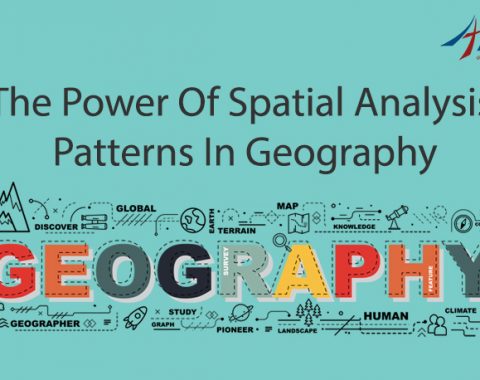 The Power Of Spatial Analysis
Patterns In Geography
GLOBAL
MAP
DISCOVER
EARTH
TERRAIN
KNOWLEDGE
GEOGRAPHY
SURVEY
FEATURE
GEOGRAPHER
STUDY
GRAPH
PIONEER
LANDSCAPE
HUMAN
CLIMATE